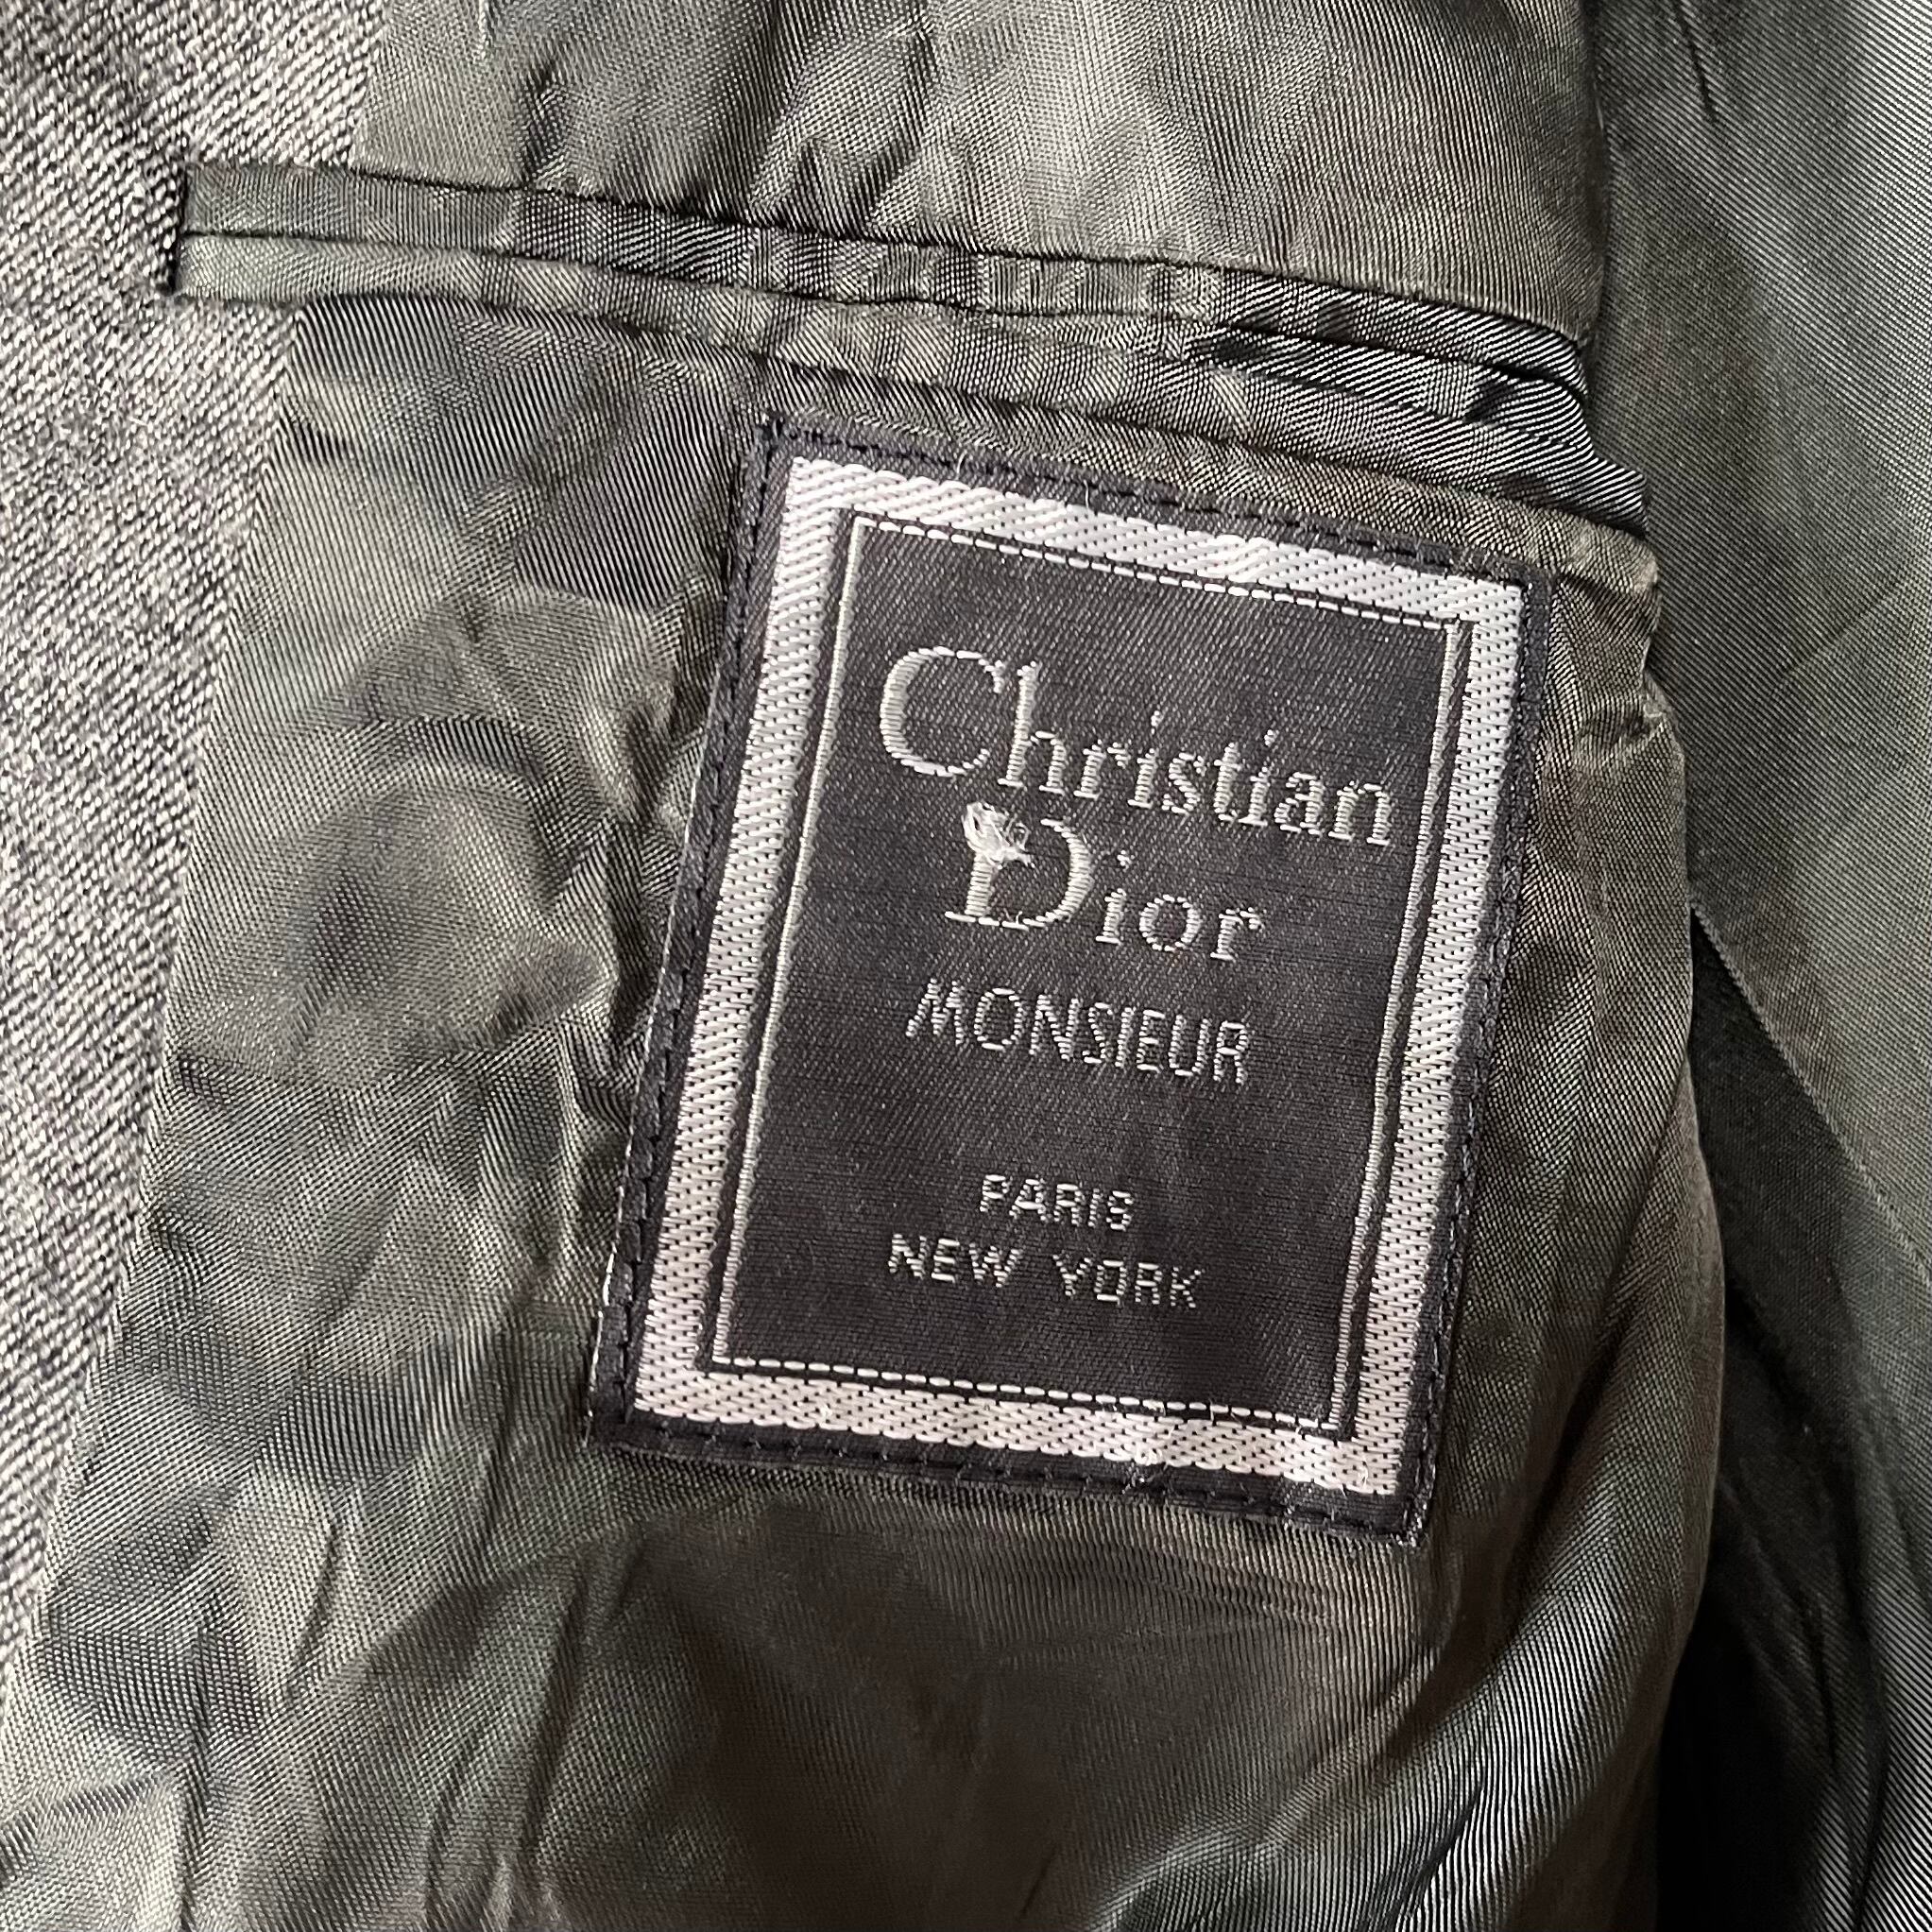 Christian
Dior
MONSIEUR
PARIS
NEW YORK